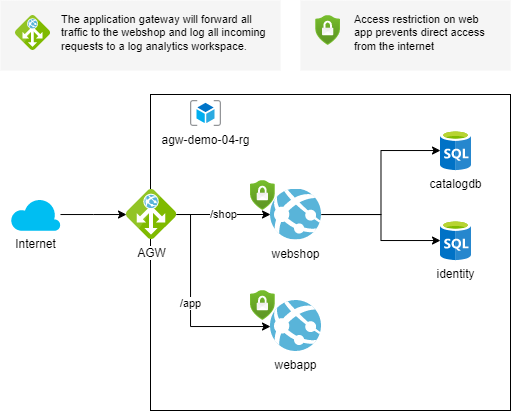 The application gateway will forward all
traffic to the webshop and log all incoming
requests to a log analytics workspace.
Access restriction on web
app prevents direct access
from the internet
agw-demo-04-rg
SQL
catalogdb
/shop
Internet
AGW
webshop
SQL
identity
/app
webapp